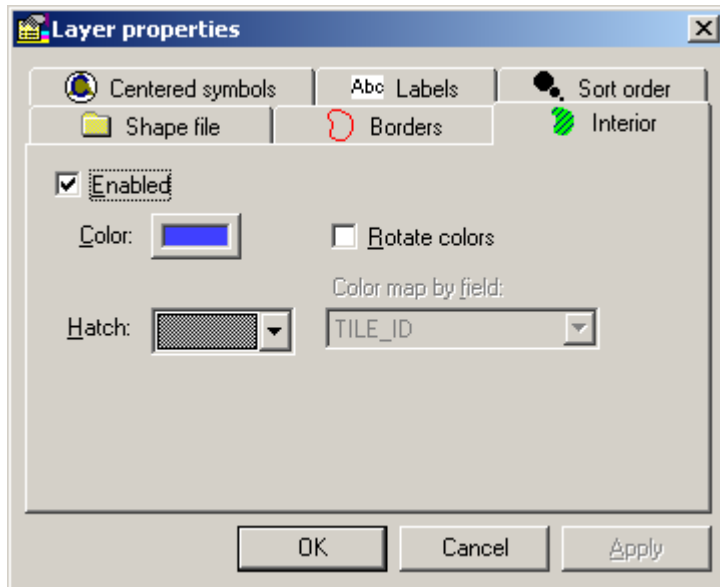 Layer properties
Centered symbols
Abc Labels
Sort order
Shape file
Borders
Interior
Enabled
Color:
Rotate colors
Color map by field:
Hatch:
TILE_ID
OK
Cancel
Apply